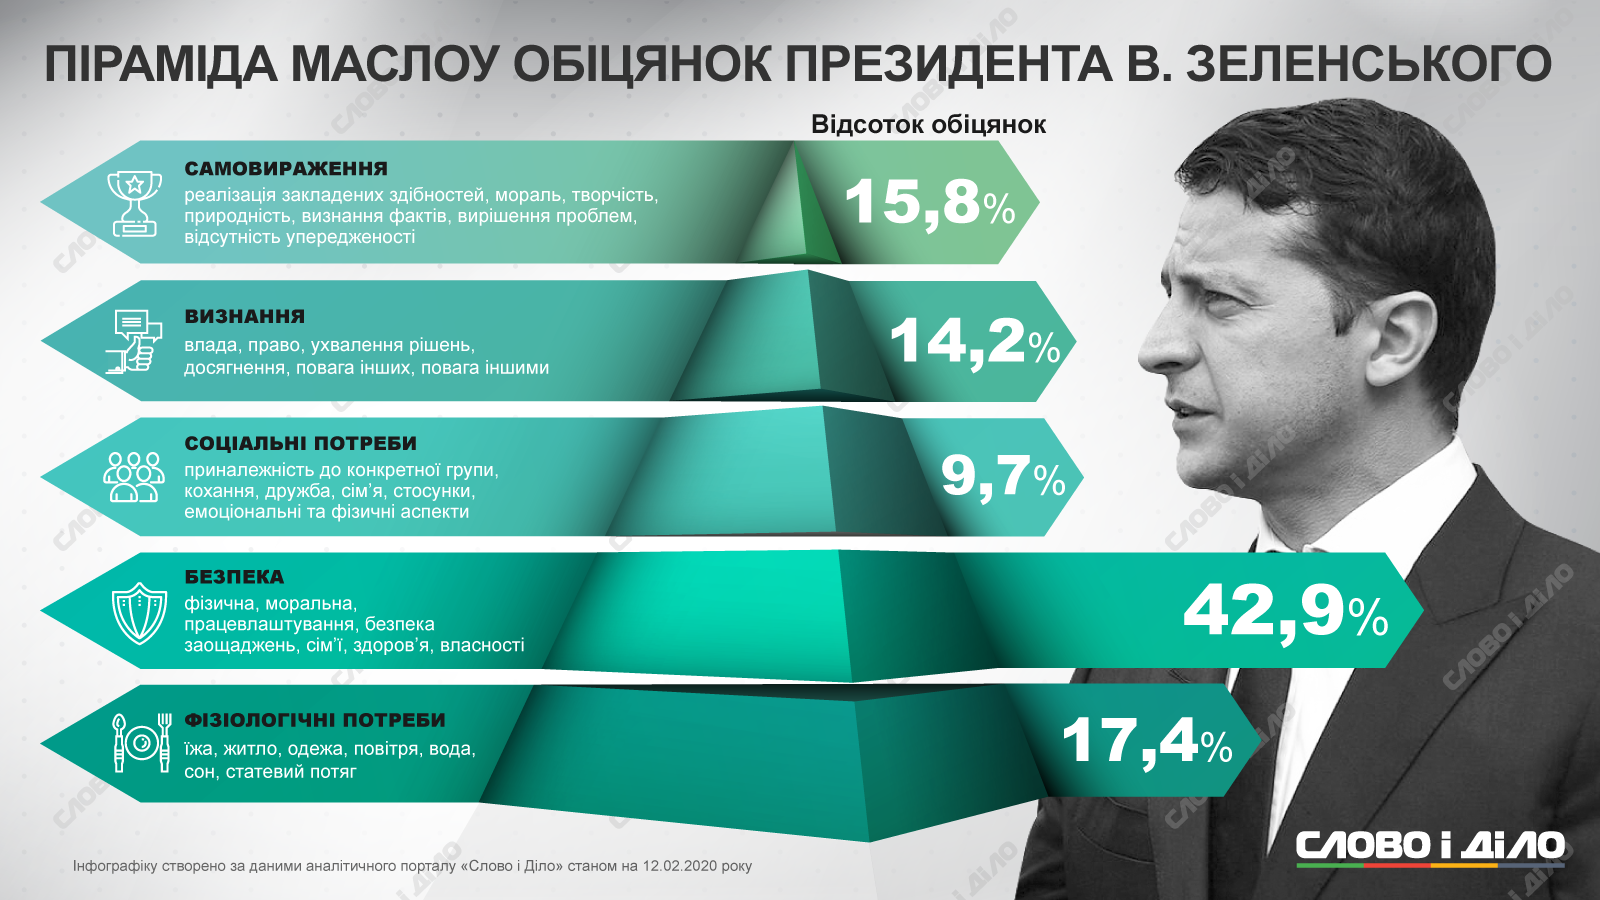 ПІРАМІДА МАСЛОУ ОБІЦЯНОК ПРЕЗИДЕНТА В. ЗЕЛЕНСЬКОГО
Відсоток обіцянок
САМОВИРАЖЕННЯ
реалізація закладених здібностей, мораль, творчість,
природність, визнання фактів, вирішення проблем,
відсутність упередженості
15,8%
ВИЗНАННЯ
влада, право, ухвалення рішень,
досягнення, повага інших, повага іншими
14,2%
СОЦІАЛЬНІ ПОТРЕБИ
приналежність до конкретної групи,
кохання, дружба, сім'я, стосунки,
емоціональні та фізичні аспекти
9,7%
БЕЗПЕКА
фізична, моральна,
працевлаштування, безпека
заощаджень, сім'ї, здоров'я, власності
42,9%
ФІЗІОЛОГІЧНІ ПОТРЕБИ
їжа, житло, одежа, повітря, вода,
сон, статевий потяг
17,4%
СЛОВО І ДІЛО
Інфографіку створено за даними аналітичного порталу «Слово і Діло» станом на 12.02.2020 року